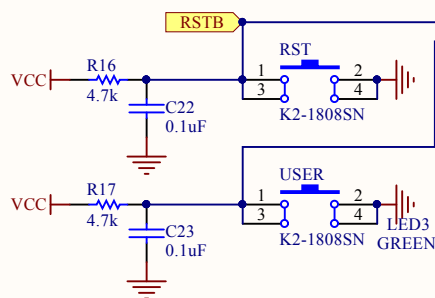 RSTB
RST
R16
VCC
1
2
3
4
4.7k
C22
0.1uF
K2-1808SN
USER
R17
VCC
1
2
3
4
4.7k
C23
0.1uF
K2-1808SN
LED3
GREEN